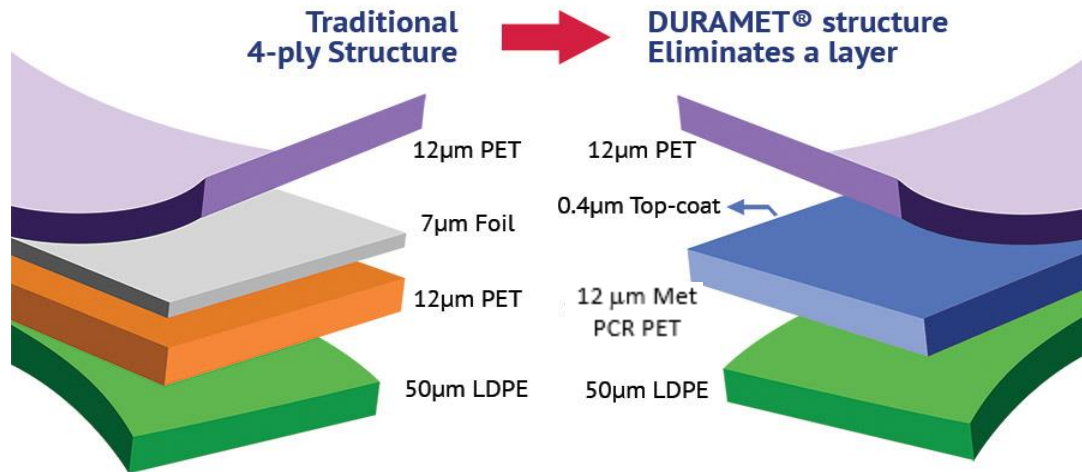 Traditional
4-ply Structure
DURAMET® structure
Eliminates a layer
12µm PET
7µm Foil
12µm PET
50µm LDPE
12µm PET
0.4µm Top-coat
12 µm Met
PCR PET
50µm LDPE